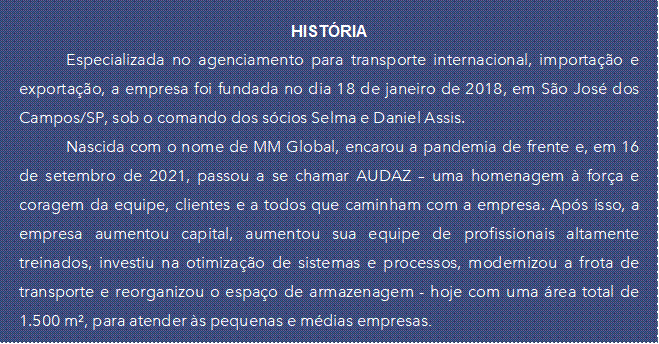 HISTÓRIA
Especializada no agenciamento para transporte internacional, importação e
exportação, a empresa foi fundada no dia 18 de janeiro de 2018, em São José dos
Campos/SP, sob o comando dos sócios Selma e Daniel Assis.
Nascida com o nome de MM Global, encarou a pandemia de frente e, em 16
de setembro de 2021, passou a se chamar AUDAZ – uma homenagem à força e
coragem da equipe, clientes e a todos que caminham com a empresa. Após isso, a
empresa aumentou capital, aumentou sua equipe de profissionais altamente
treinados, investiu na otimização de sistemas e processos, modernizou a frota de
transporte e reorganizou o espaço de armazenagem - hoje com uma área total de
1.500 m², para atender às pequenas e médias empresas.